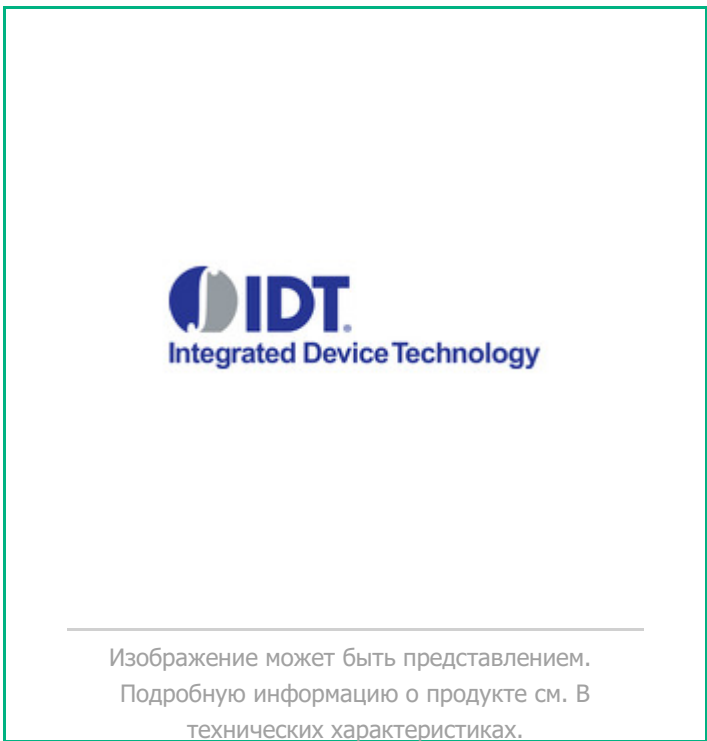 IDT®
Integrated Device Technology
Изображение может быть представлением.
Подробную информацию о продукте см. В
технических характеристиках.